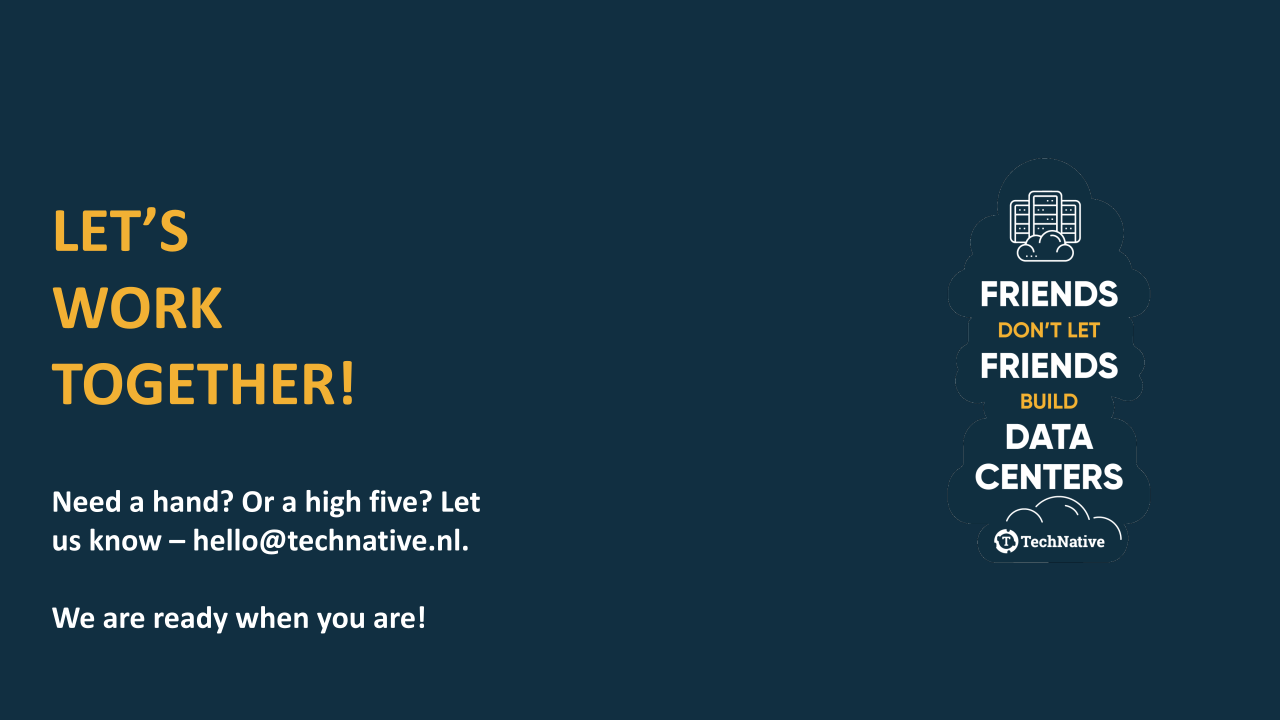 LET’S
WORK
TOGETHER!
Need a hand? Or a high five? Let
us know – hello@technative.nl.
We are ready when you are!
FRIENDS
DON’T LET
FRIENDS
BUILD
DATA
CENTERS
T TechNative